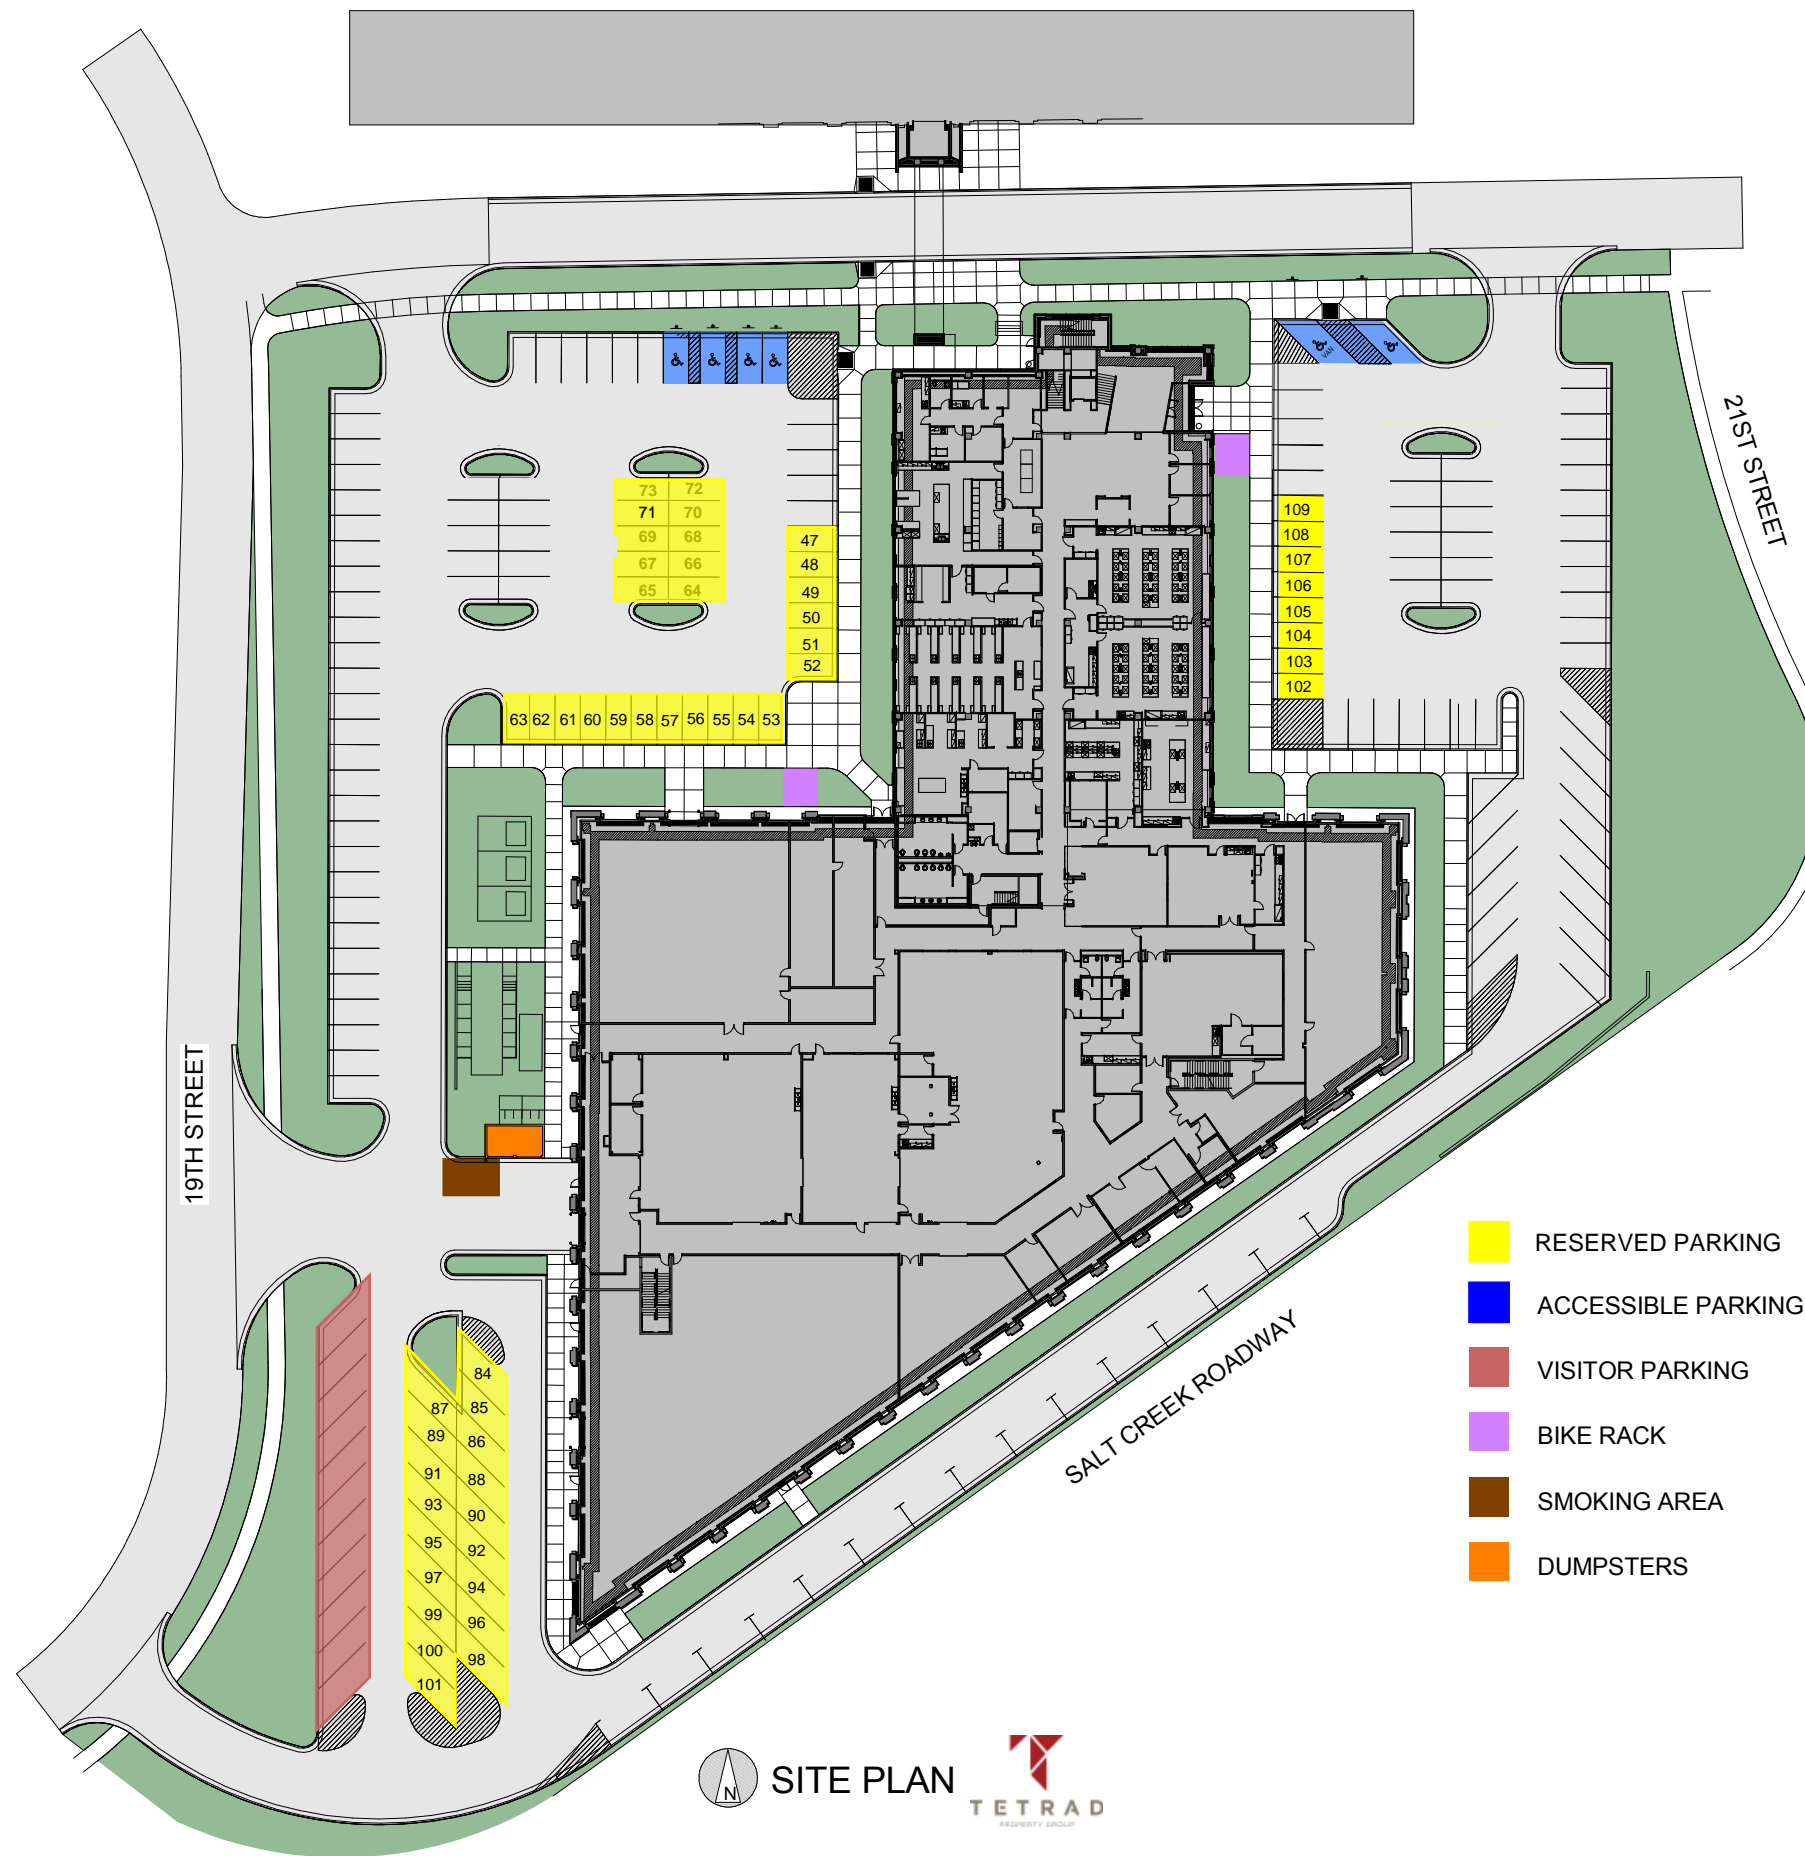 21ST STREET
VAN
73 72
71 70
69 68
67 66
65 64
47
48
49
50
51
52
63 62 61 60 59 58 57 56 55 54 53
109
108
107
106
105
104
103
102
19TH STREET
84
87 85
89 86
91 88
93 90
95 92
97 94
99 96
100 98
101
SALT CREEK ROADWAY
RESERVED PARKING
ACCESSIBLE PARKING
VISITOR PARKING
BIKE RACK
SMOKING AREA
DUMPSTERS
N
SITE PLAN
TETRAD
PROPERTY GROUP